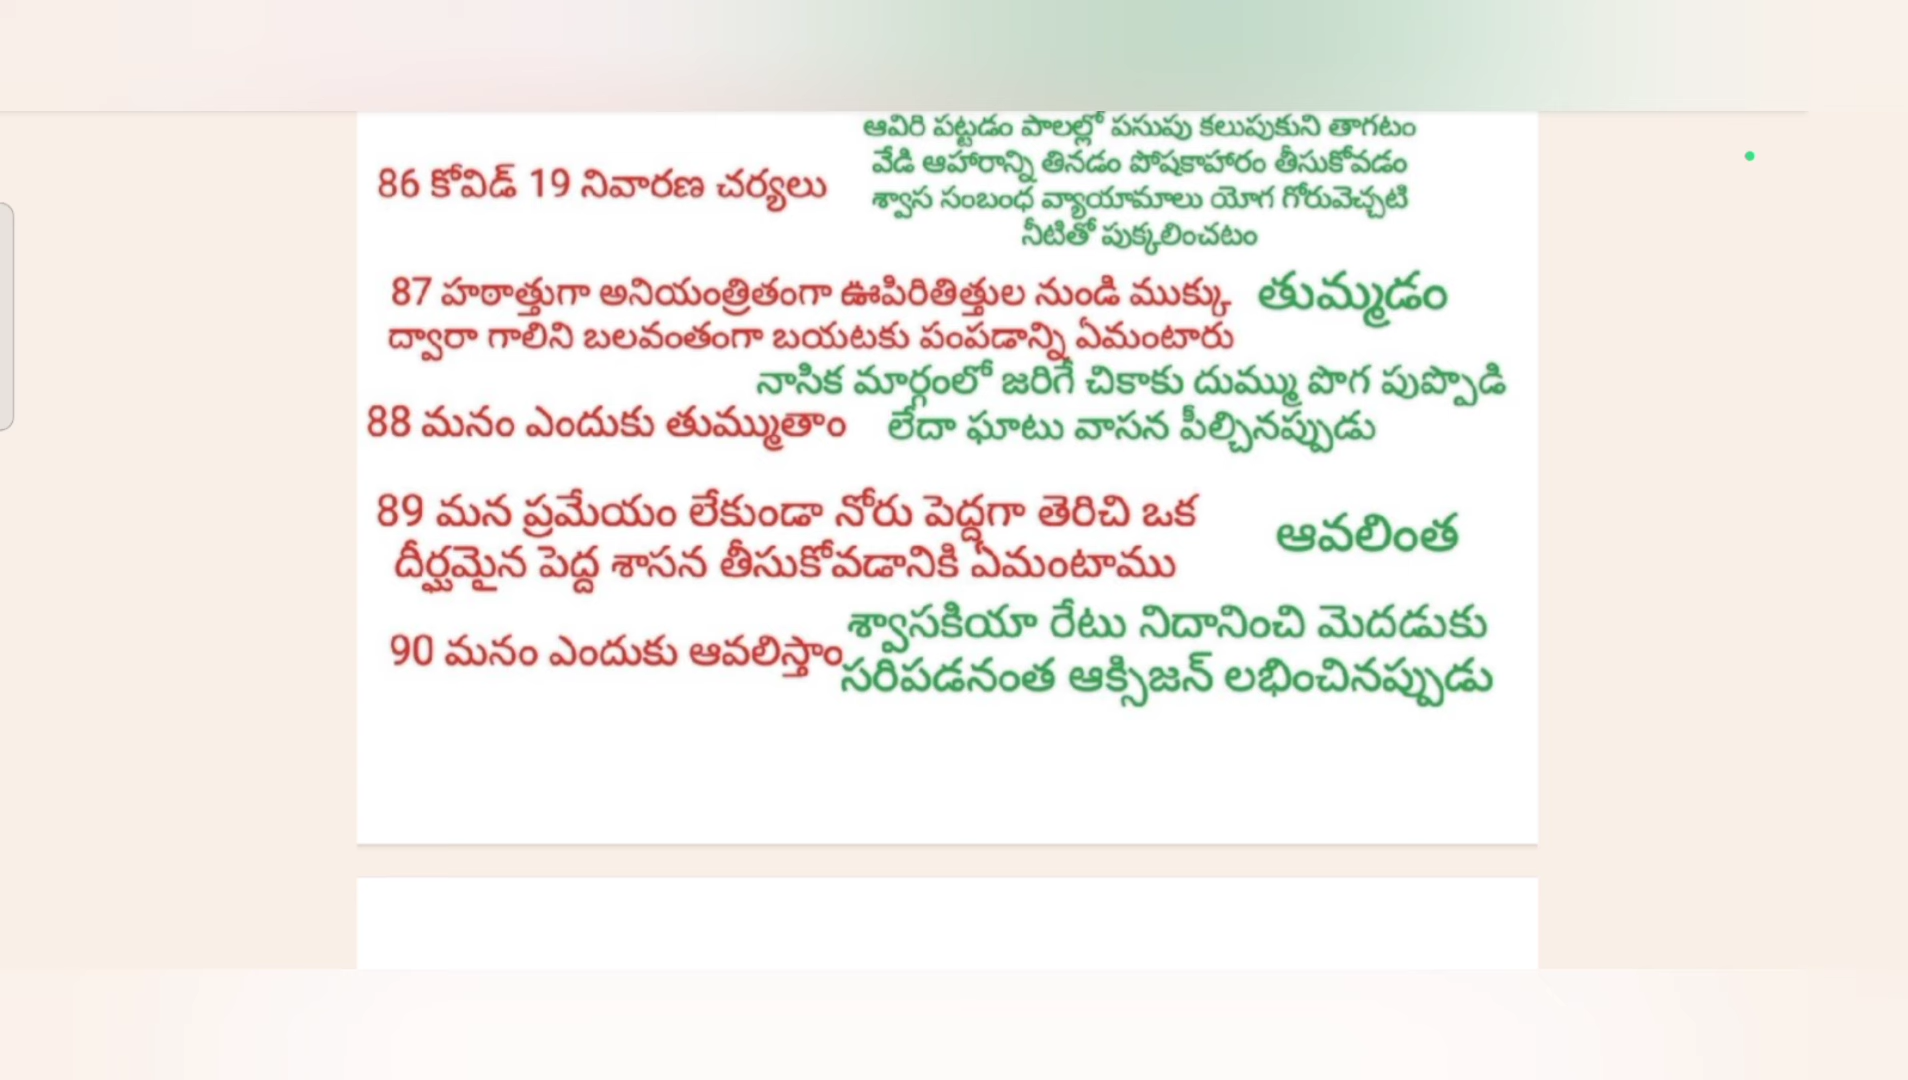 ఆవిరి పట్టడం పాలల్లో పసుపు కలుపుకుని తాగటం
86 కోవిడ్ 19 నివారణ చర్యలు
వేడి ఆహారాన్ని తినడం పోషకాహారం తీసుకోవడం
శ్వాస సంబంధ వ్యాయామాలు యోగ గోరువెచ్చటి
నీటితో పుక్కలించటం
87 హఠాత్తుగా అనియంత్రితంగా ఊపిరితిత్తుల నుండి ముక్కు
ద్వారా గాలిని బలవంతంగా బయటకు పంపడాన్ని ఏమంటారు
తుమ్మడం
88 మనం ఎందుకు తుమ్ముతాం
నాసిక మార్గంలో జరిగే చికాకు దుమ్ము పొగ పుప్పొడి
లేదా ఘాటు వాసన పీల్చినప్పుడు
89 మన ప్రమేయం లేకుండా నోరు పెద్దగా తెరిచి ఒక
దీర్ఘమైన పెద్ద శాసన తీసుకోవడానికి ఏమంటాము
ఆవలింత
90 మనం ఎందుకు ఆవలిస్తాం
శ్వాసకియా రేటు నిదానించి మెదడుకు
సరిపడనంత ఆక్సిజన్ లభించినప్పుడు